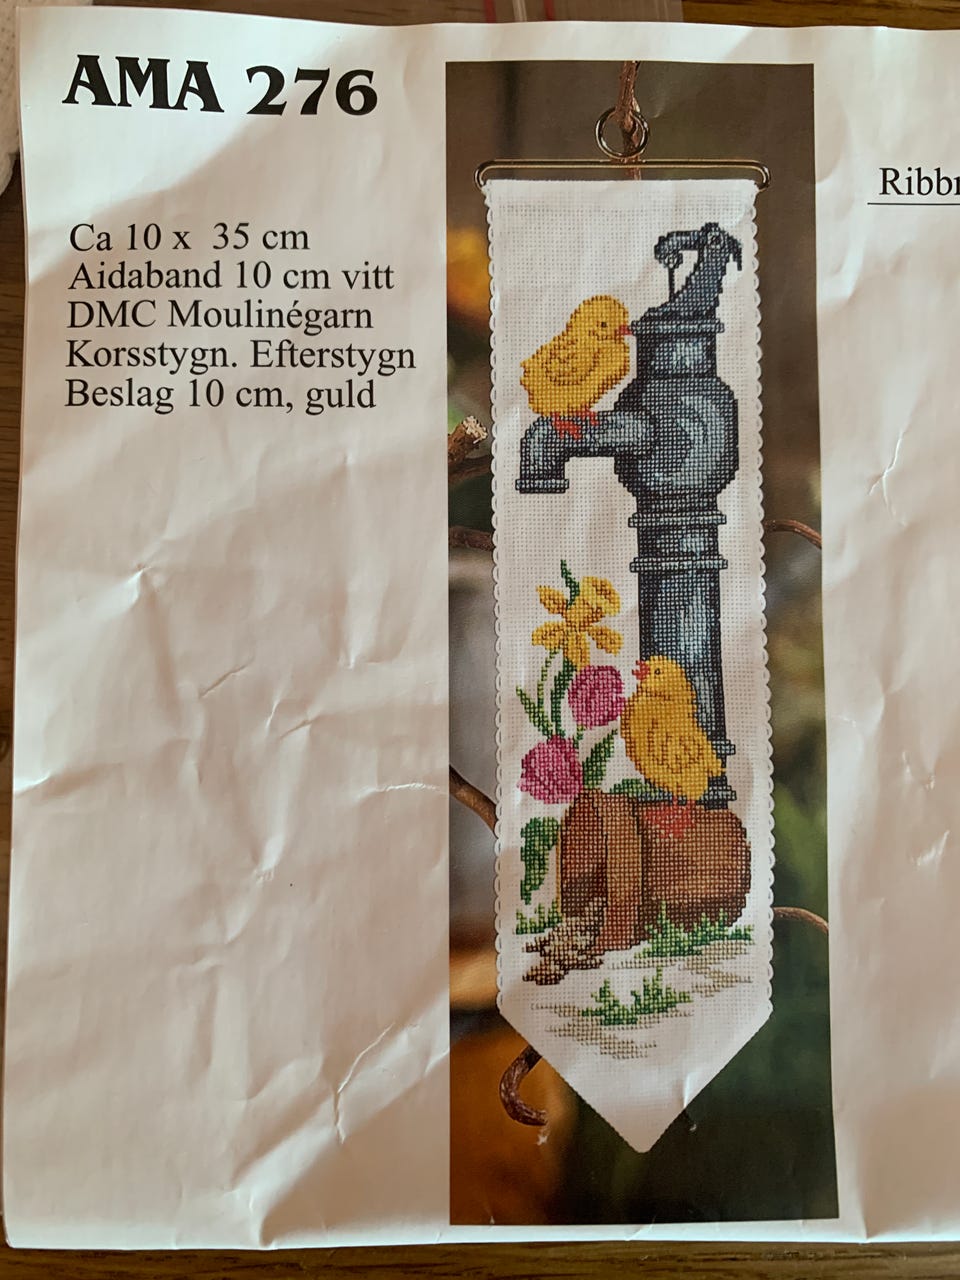 AMA 276
Ca 10 x 35 cm
Aidaband 10 cm vitt
DMC Moulinégarn
Korsstygn. Efterstygn
Beslag 10 cm, guld